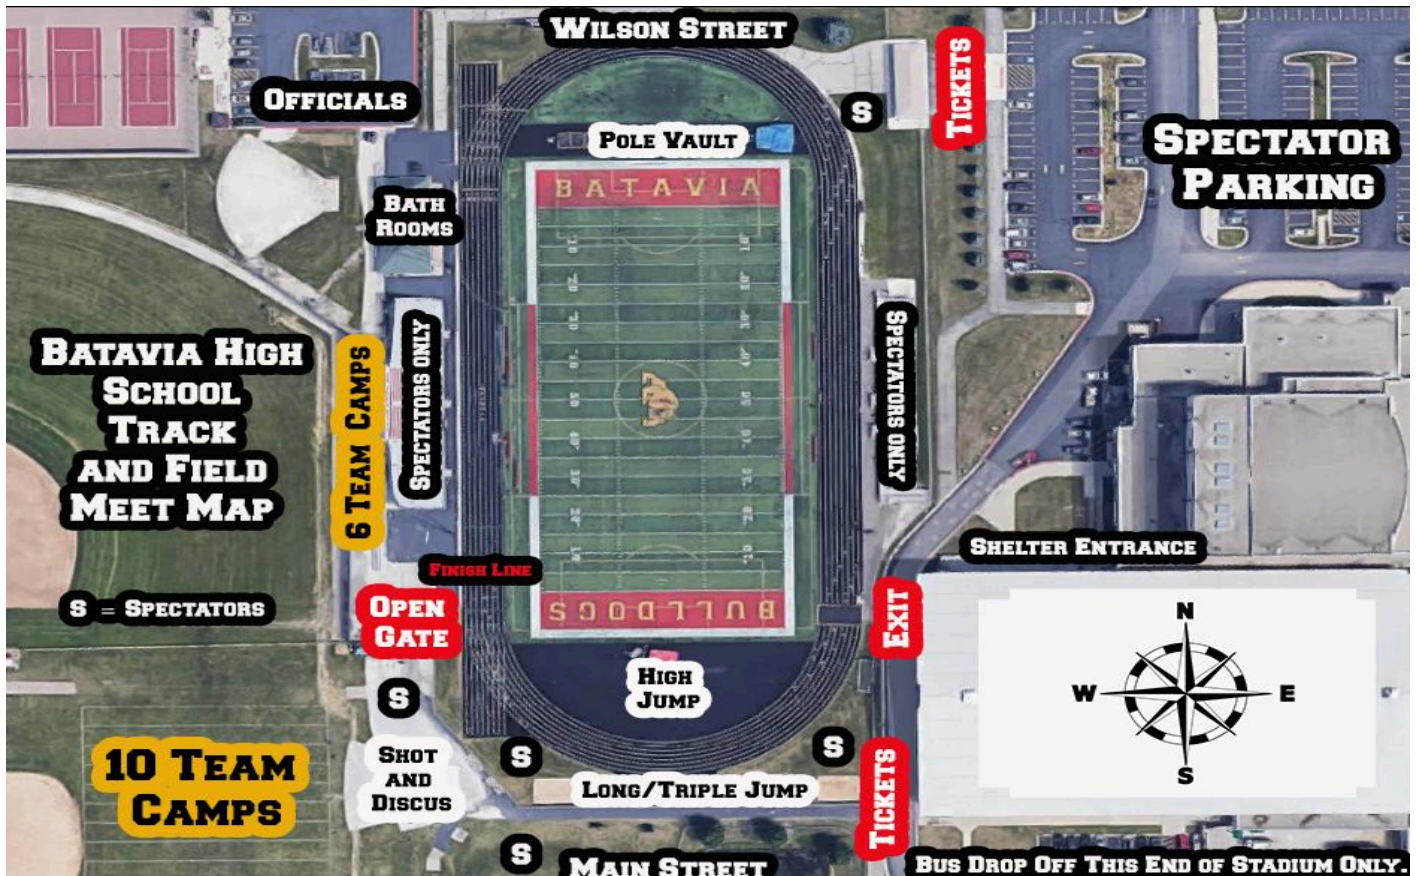 Wilson Street
Officials
Tickets
S
Pole Vault
Spectator
Parking
BATAVIA
Bath
Rooms
Batavia High
School
Track
and Field
Meet Map
6 Team Camps
Spectators Only
Spectators Only
Shelter Entrance
Finish Line
S = Spectators
Open
Gate
BULLDOGS
Exit
N
W
E
S
High
Jump
S
S
S
10 Team
Camps
Shot
and
Discus
Long/Triple Jump
Tickets
S
Main Street
Bus Drop Off This End of Stadium Only.